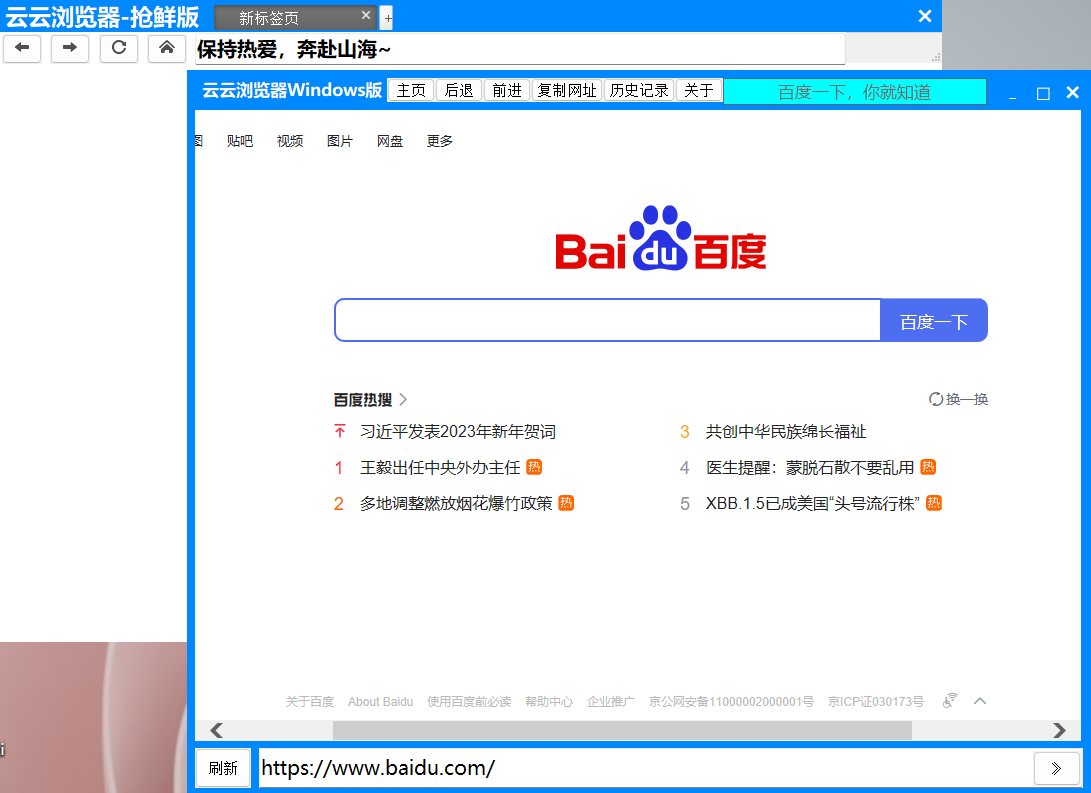 云云浏览器-抢鲜版 新标签页 × +
保持热爱，奔赴山海~
云云浏览器Windows版 主页 后退 前进 复制网址 历史记录 关于 百度一下，你就知道
贴吧 视频 图片 网盘 更多
Bai du 百度
百度一下
百度热搜 换一换
习近平发表2023年新年贺词
1 王毅出任中央外办主任 热
2 多地调整燃放烟花爆竹政策 热
3 共创中华民族绵长福祉
4 医生提醒：蒙脱石散不要乱用 热
5 XBB.1.5已成美国“头号流行株” 热
关于百度 About Baidu 使用百度前必读 帮助中心 企业推广 京公网安备11000002000001号 京ICP证030173号
刷新 https://www.baidu.com/